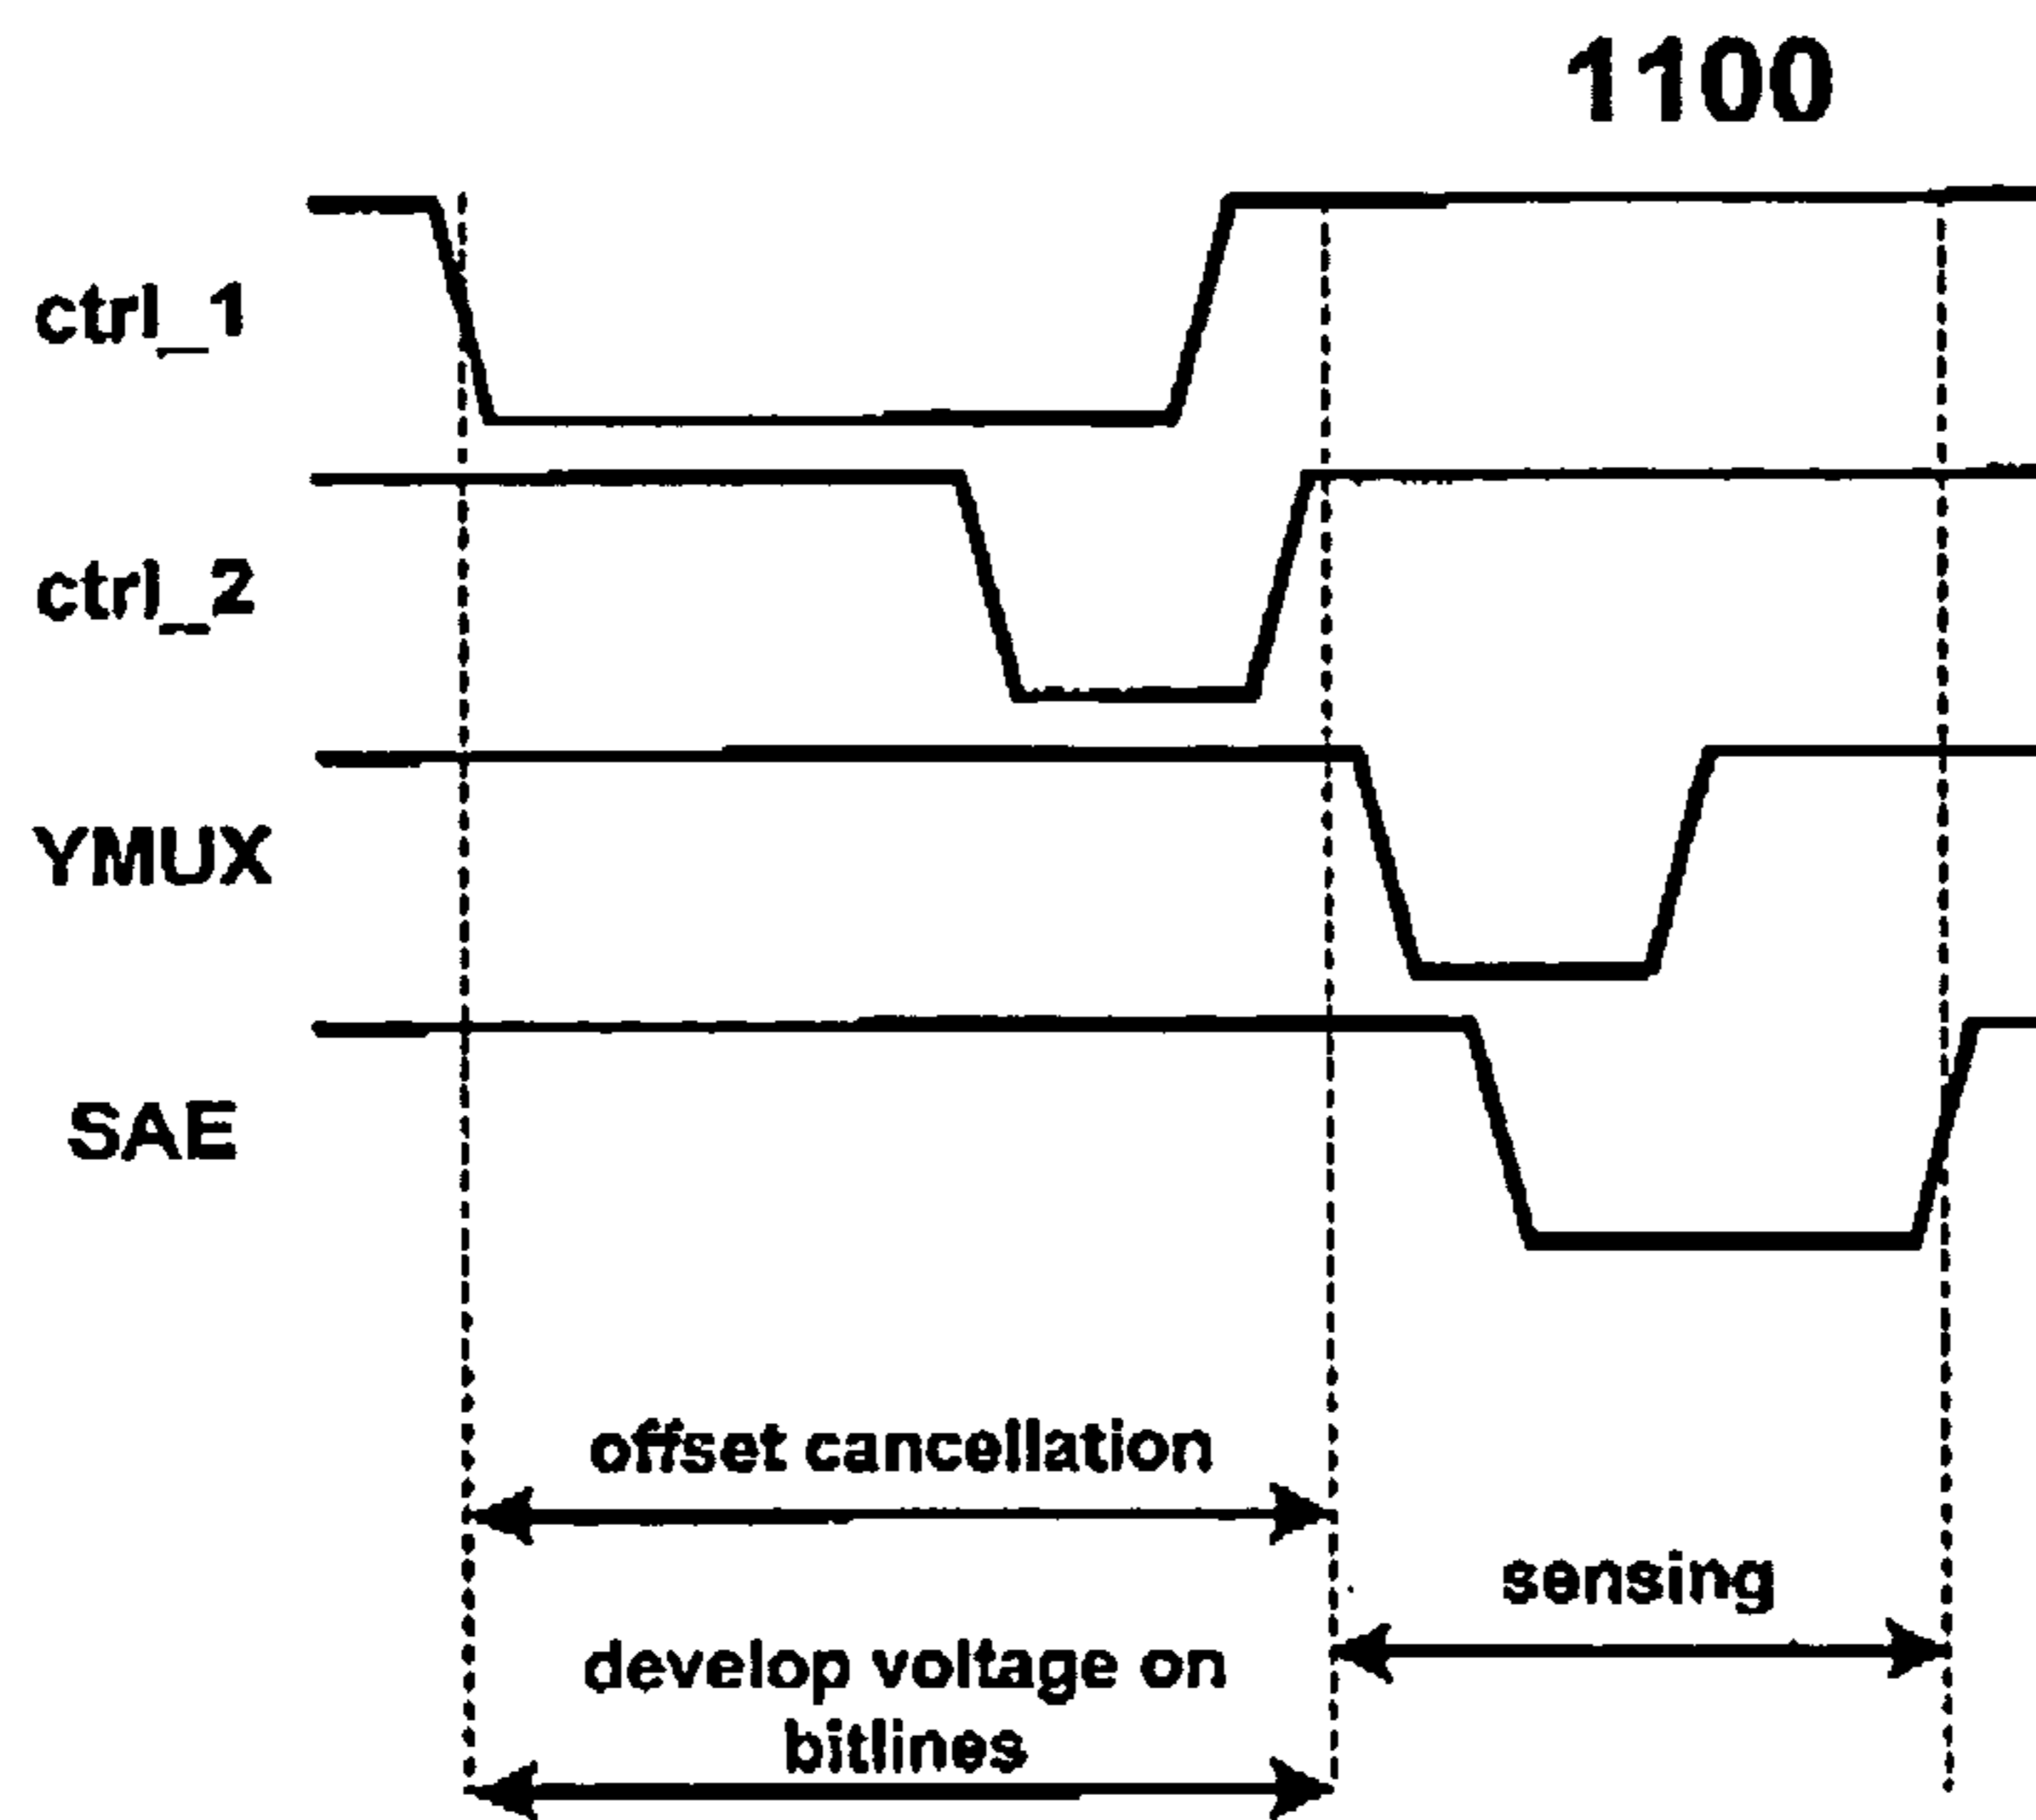 1100
ctrl_1
ctrl_2
YMUX
SAE
offset cancellation
sensing
develop voltage on
bitlines